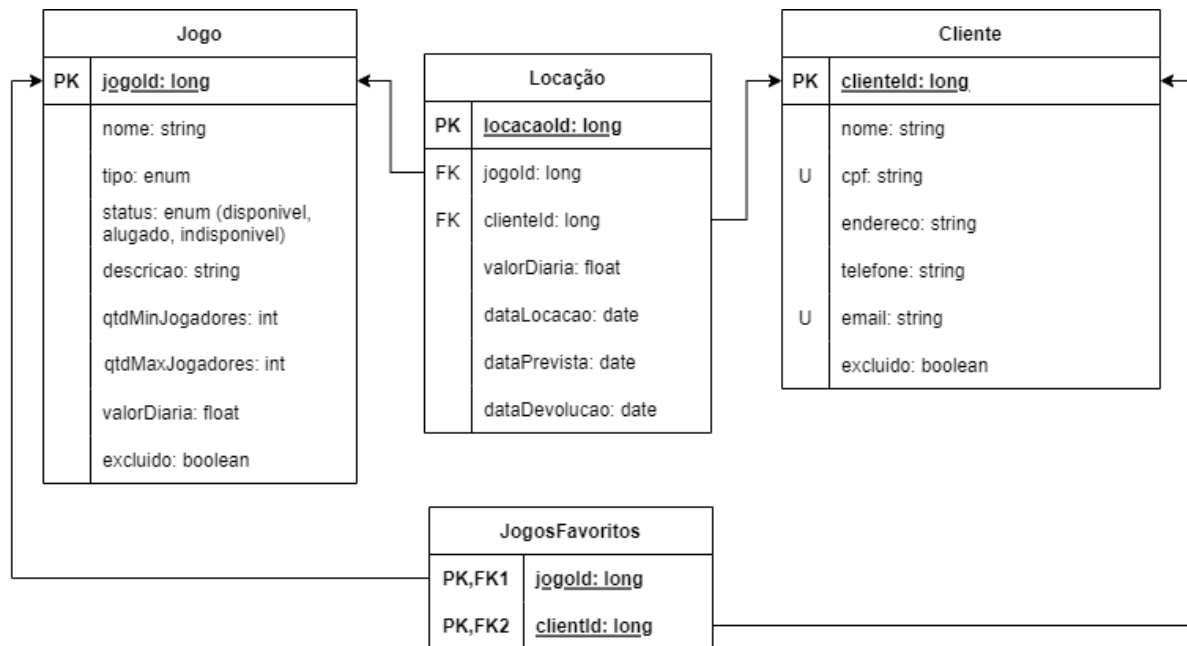 Jogo
PK jogoId: long
nome: string
tipo: enum
status: enum (disponivel,
alugado, indisponivel)
descricao: string
qtdMinJogadores: int
qtdMaxJogadores: int
valorDiaria: float
excluido: boolean
Locação
PK locacaoId: long
FK jogoId: long
FK clienteId: long
valorDiaria: float
dataLocacao: date
dataPrevista: date
dataDevolucao: date
Cliente
PK clienteId: long
nome: string
U cpf: string
endereco: string
telefone: string
U email: string
excluido: boolean
JogosFavoritos
PK,FK1 jogoId: long
PK,FK2 clientId: long